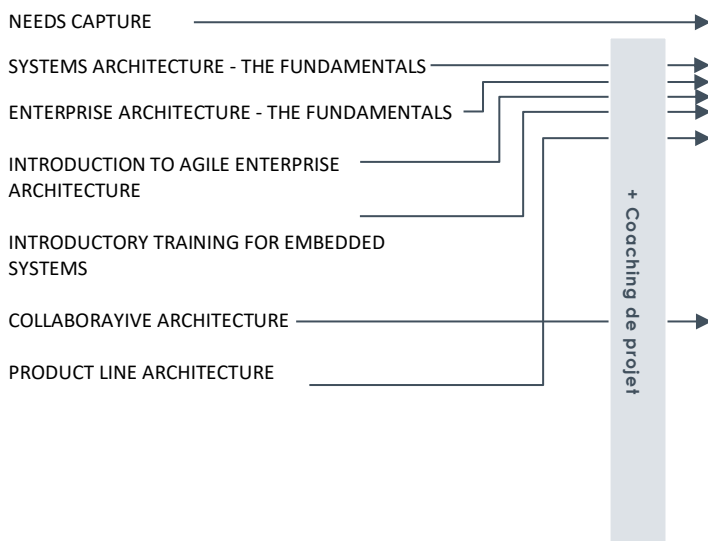 NEEDS CAPTURE
SYSTEMS ARCHITECTURE - THE FUNDAMENTALS
ENTERPRISE ARCHITECTURE - THE FUNDAMENTALS
INTRODUCTION TO AGILE ENTERPRISE
ARCHITECTURE
INTRODUCTORY TRAINING FOR EMBEDDED
SYSTEMS
COLLABORAYIVE ARCHITECTURE
PRODUCT LINE ARCHITECTURE
+ Coaching de projet